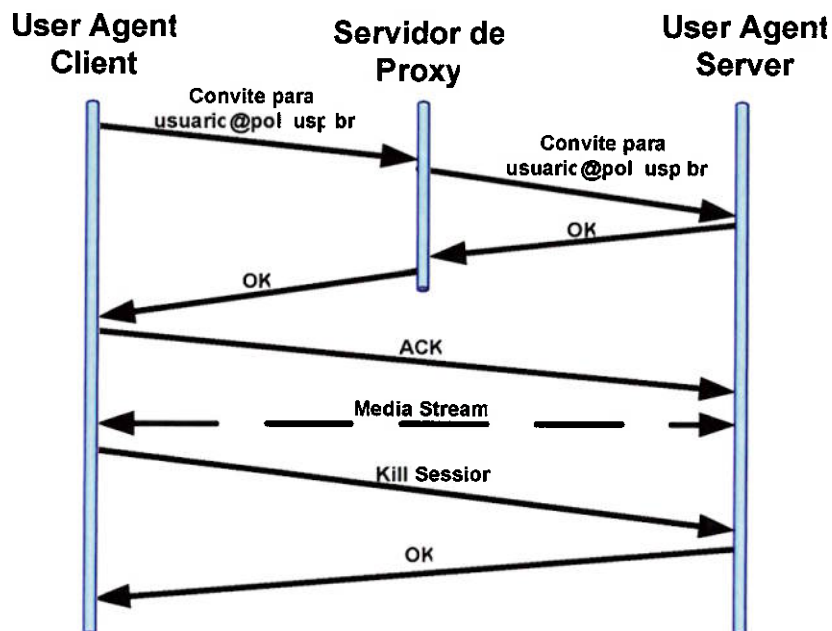 User Agent
Client
Servidor de
Proxy
User Agent
Server
Convite para
usuaric@pol usp br
Convite para
usuaric@pol usp br
OK
OK
ACK
Media Stream
Kill Sessior
OK